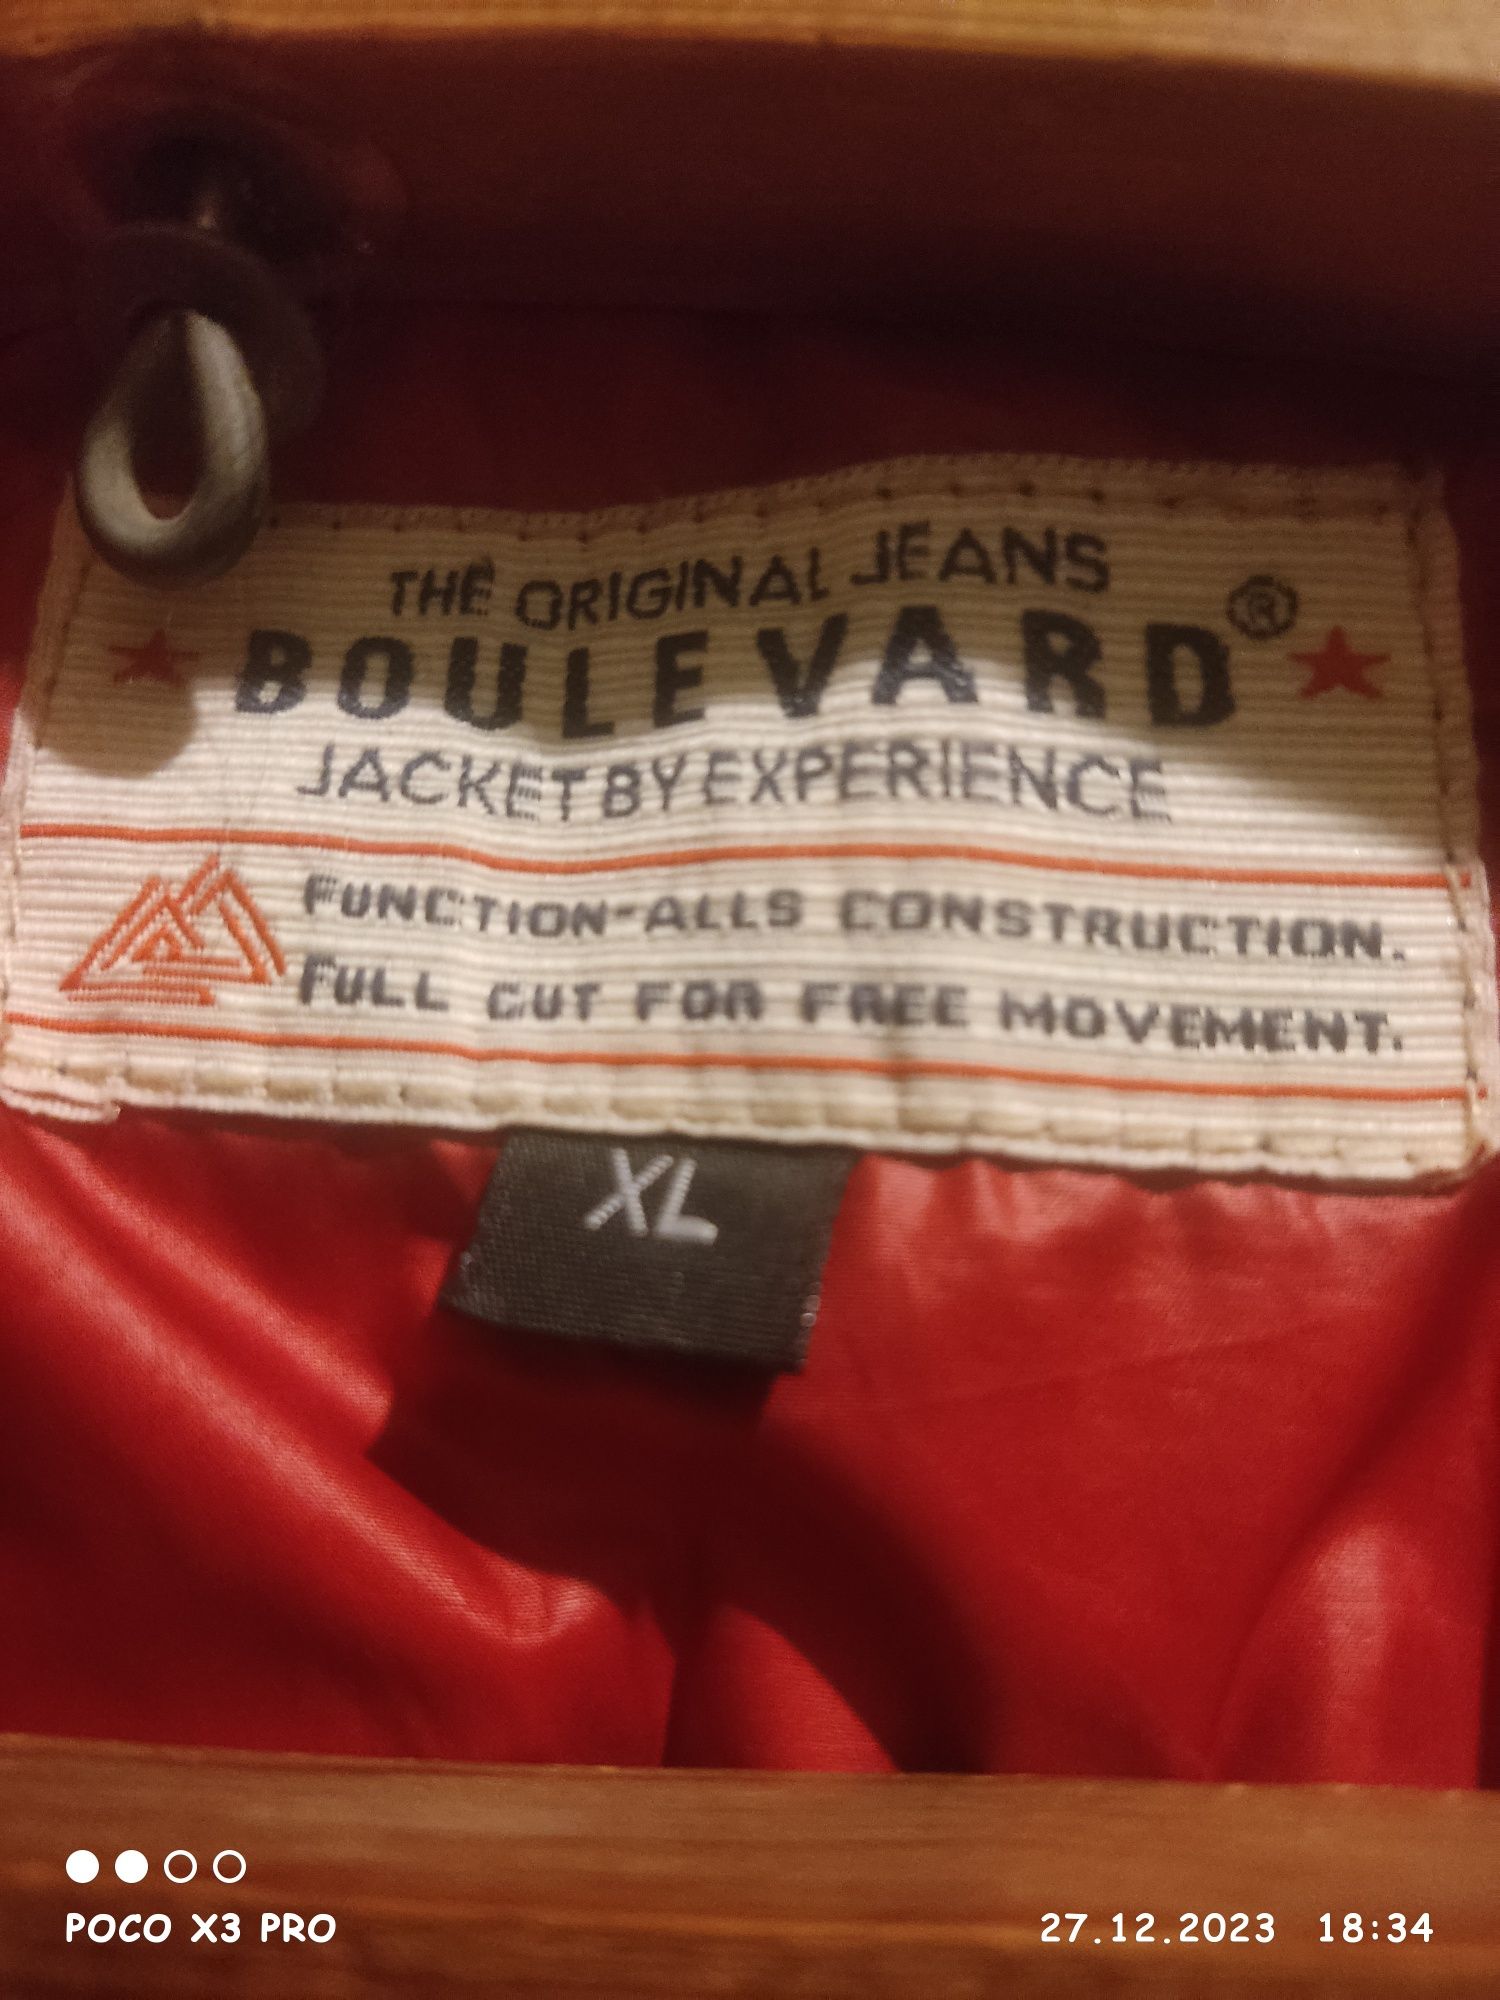 THE ORIGINAL JEANS
BOULEVARD®
JACKET BY EXPERIENCE
FUNCTION-ALLS CONSTRUCTION.
FULL CUT FOR FREE MOVEMENT.
XL
POCO X3 PRO
27.12.2023 18:34